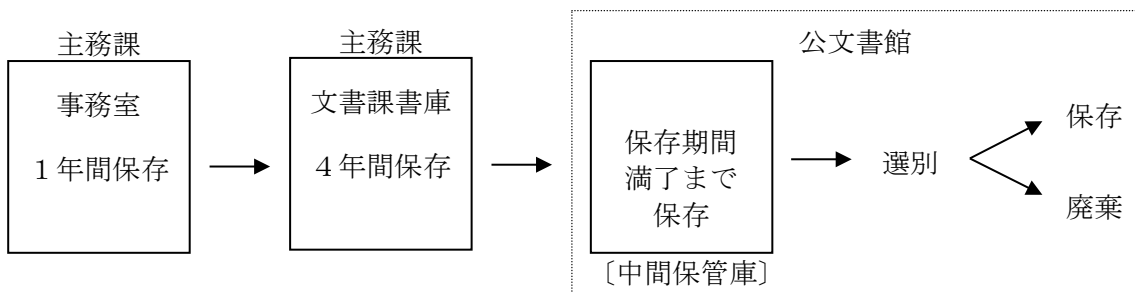 主務課
事務室
１年間保存
主務課
文書課書庫
４年間保存
公文書館
保存期間
満了まで
保存
〔中間保管庫〕
選別
保存
廃棄